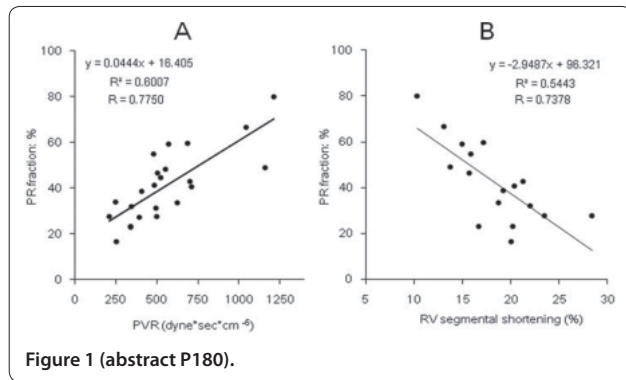 A
y = 0.0444x + 16.405
R² = 0.6007
R = 0.7750
PR fraction: %
100
80
60
40
20
0
0 250 500 750 1000 1250
PVR (dyne*sec*cm -6)
B
y = -2.9487x + 96.321
R² = 0.5443
R = 0.7378
PR fraction: %
100
80
60
40
20
0
5 10 15 20 25 30
RV segmental shortening (%)
Figure 1 (abstract P180).